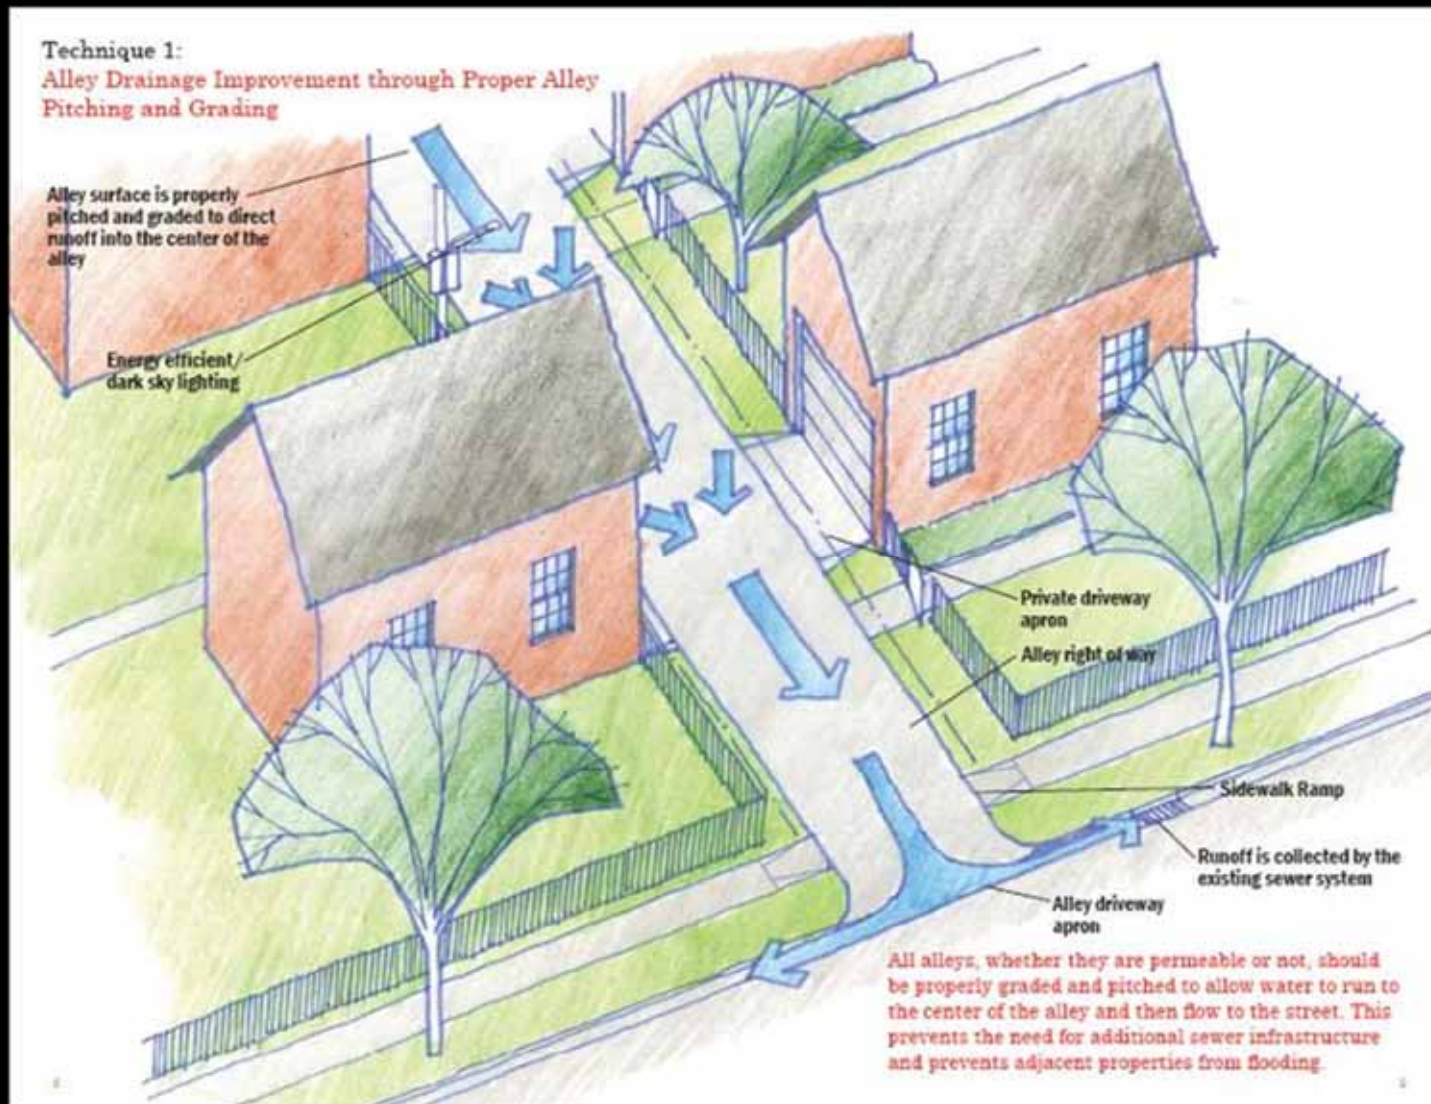 Technique 1:
Alley Drainage Improvement through Proper Alley
Pitching and Grading
Alley surface is properly
pitched and graded to direct
runoff into the center of the
alley
Energy efficient/
dark sky lighting
Private driveway
apron
Alley right of way
Sidewalk Ramp
Runoff is collected by the
existing sewer system
Alley driveway
apron
All alleys, whether they are permeable or not, should
be properly graded and pitched to allow water to run to
the center of the alley and then flow to the street. This
prevents the need for additional sewer infrastructure
and prevents adjacent properties from flooding.